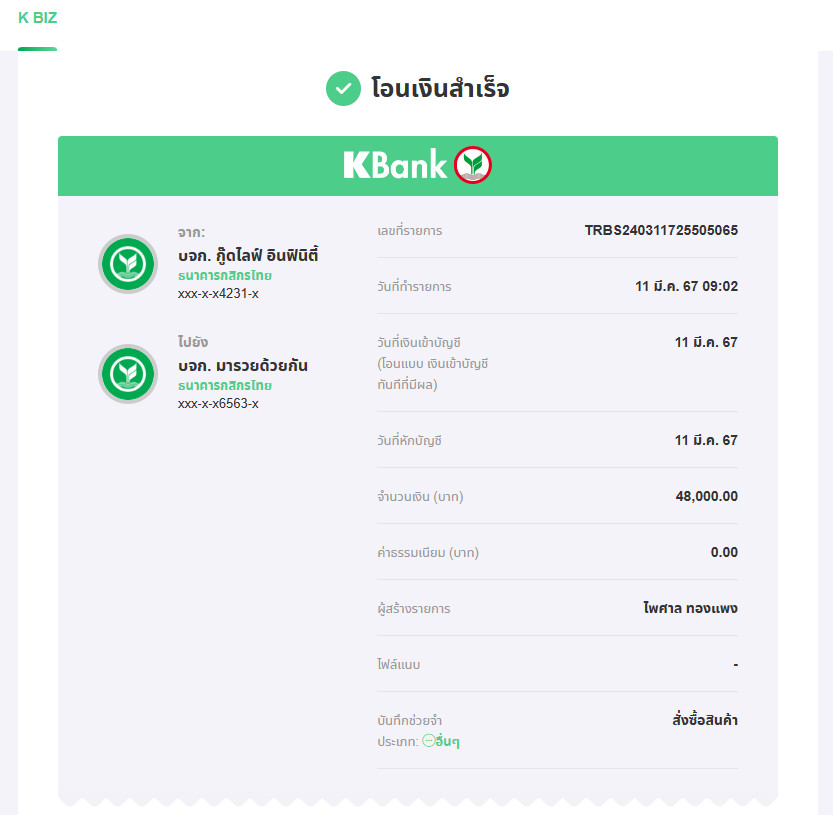 K BIZ
โอนเงินสำเร็จ
KBank
จาก:
บจก. กู๊ดไลฟ์ อินฟินิตี้
ธนาคารกสิกรไทย
xxx-x-x4231-x
ไปยัง
บจก. มารวยด้วยกัน
ธนาคารกสิกรไทย
xxx-x-x6563-x
เลขที่รายการ TRBS240311725505065
วันที่ทำรายการ 11 มี.ค. 67 09:02
วันที่เงินเข้าบัญชี 11 มี.ค. 67
(โอนแบบ เงินเข้าบัญชี
ทันทีที่มีผล)
วันที่หักบัญชี 11 มี.ค. 67
จำนวนเงิน (บาท) 48,000.00
ค่าธรรมเนียม (บาท) 0.00
ผู้สร้างรายการ ไพศาล ทองแพง
ไฟล์แนบ -
บันทึกช่วยจำ สั่งซื้อสินค้า
ประเภท: อื่นๆ